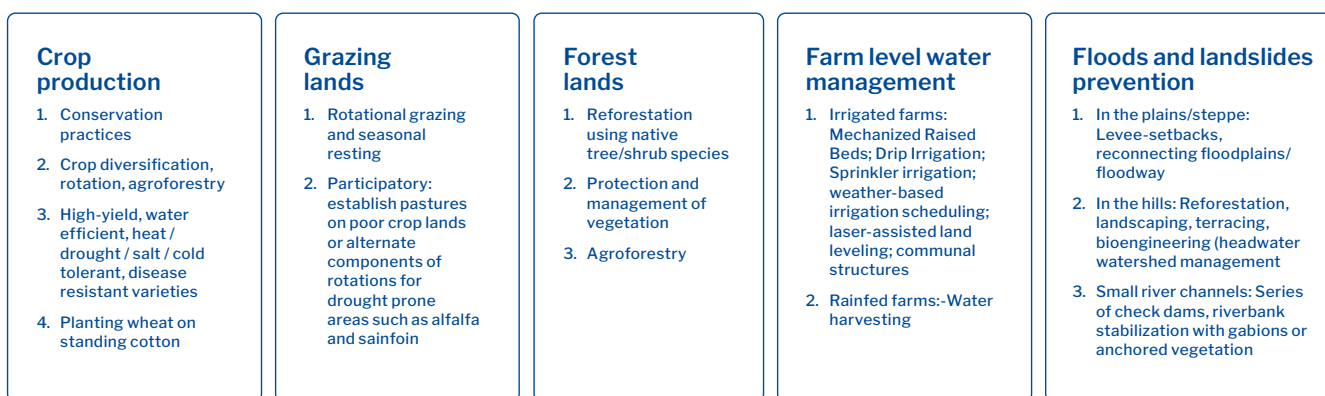 Crop
production
1. Conservation
practices
2. Crop diversification,
rotation, agroforestry
3. High-yield, water
efficient, heat /
drought / salt / cold
tolerant, disease
resistant varieties
4. Planting wheat on
standing cotton
Grazing
lands
1. Rotational grazing
and seasonal
resting
2. Participatory:
establish pastures
on poor crop lands
or alternate
components of
rotations for
drought prone
areas such as alfalfa
and sainfoin
Forest
lands
1. Reforestation
using native
tree/shrub species
2. Protection and
management of
vegetation
3. Agroforestry
Farm level water
management
1. Irrigated farms:
Mechanized Raised
Beds; Drip Irrigation;
Sprinkler irrigation;
weather-based
irrigation scheduling;
laser-assisted land
leveling; communal
structures
2. Rainfed farms:-Water
harvesting
Floods and landslides
prevention
1. In the plains/steppe:
Levee-setbacks,
reconnecting floodplains/
floodway
2. In the hills: Reforestation,
landscaping, terracing,
bioengineering (headwater
watershed management
3. Small river channels: Series
of check dams, riverbank
stabilization with gabions or
anchored vegetation